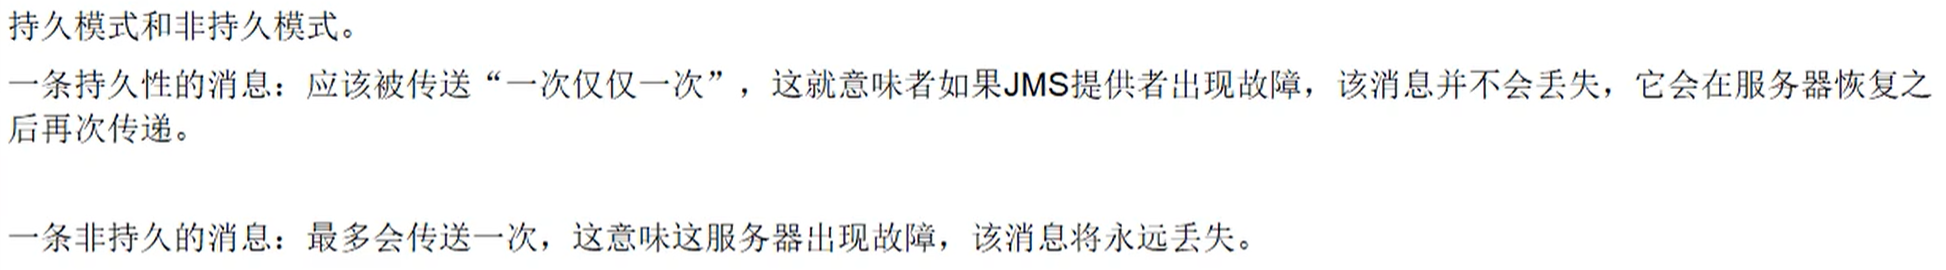 持久模式和非持久模式。
一条持久性的消息：应该被传送“一次仅仅一次”，这就意味者如果JMS提供者出现故障，该消息并不会丢失，它会在服务器恢复之
后再次传递。
一条非持久的消息：最多会传送一次，这意味这服务器出现故障，该消息将永远丢失。